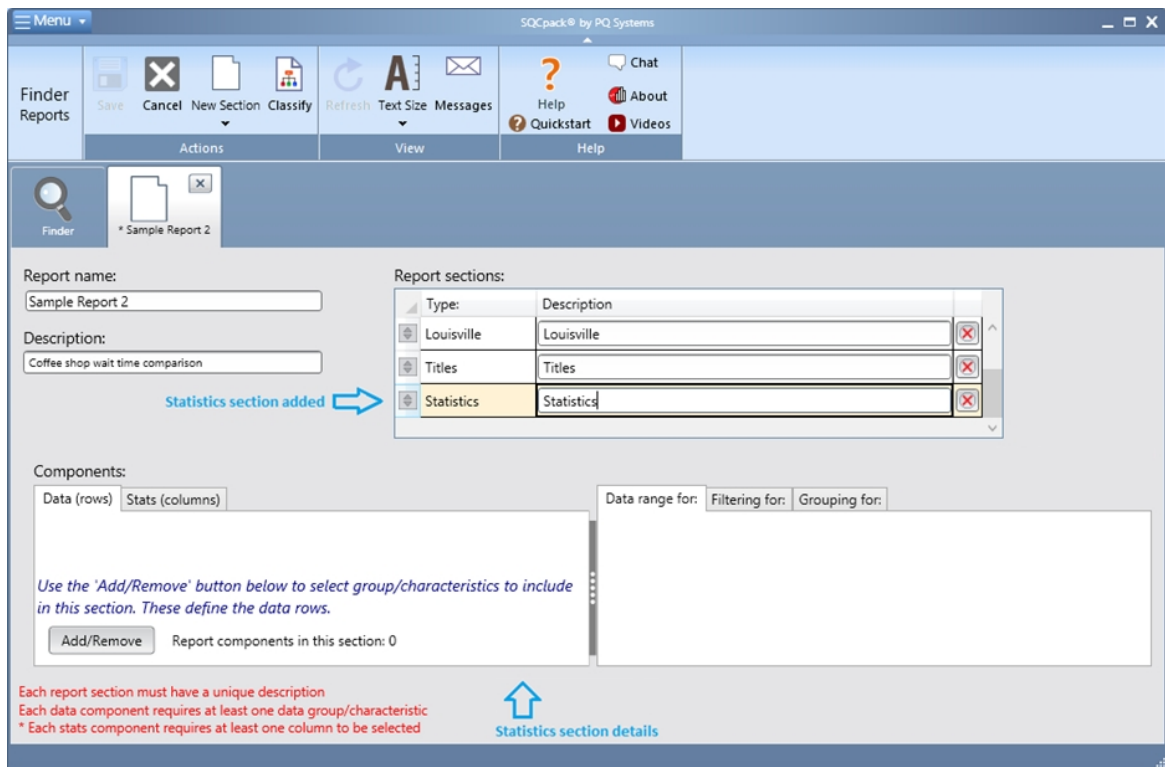 Menu
SQCpack® by PQ Systems
Finder
Reports
Save
Cancel
New Section
Classify
Actions
Refresh
Text Size
Messages
View
Help
Quickstart
Chat
About
Videos
Help
Finder
* Sample Report 2
Report name:
Sample Report 2
Description:
Coffee shop wait time comparison
Report sections:
Type: Description
Louisville Louisville
Titles Titles
Statistics section added
Statistics Statistics
Components:
Data (rows) Stats (columns)
Use the 'Add/Remove' button below to select group/characteristics to include
in this section. These define the data rows.
Add/Remove Report components in this section: 0
Data range for: Filtering for: Grouping for:
Each report section must have a unique description
Each data component requires at least one data group/characteristic
* Each stats component requires at least one column to be selected
Statistics section details